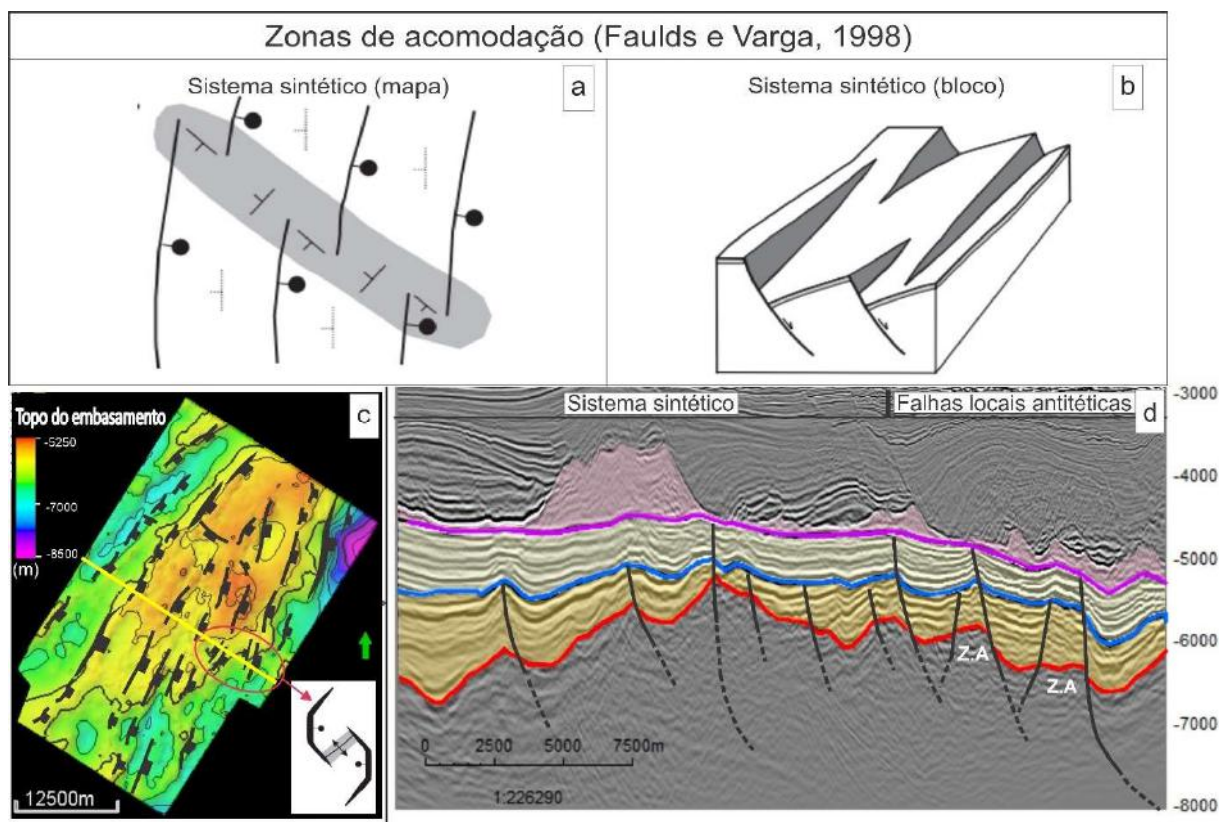 Zonas de acomodação (Faulds e Varga, 1998)
Sistema sintético (mapa)
a
Sistema sintético (bloco)
b
Topo do embasamento
c
-5250
-7000
-8500
(m)
12500m
Sistema sintético
Falhas locais antitéticas
d
-3000
-4000
-5000
-6000
-7000
-8000
Z.A
Z.A
0 2500 5000 7500m
1:226290